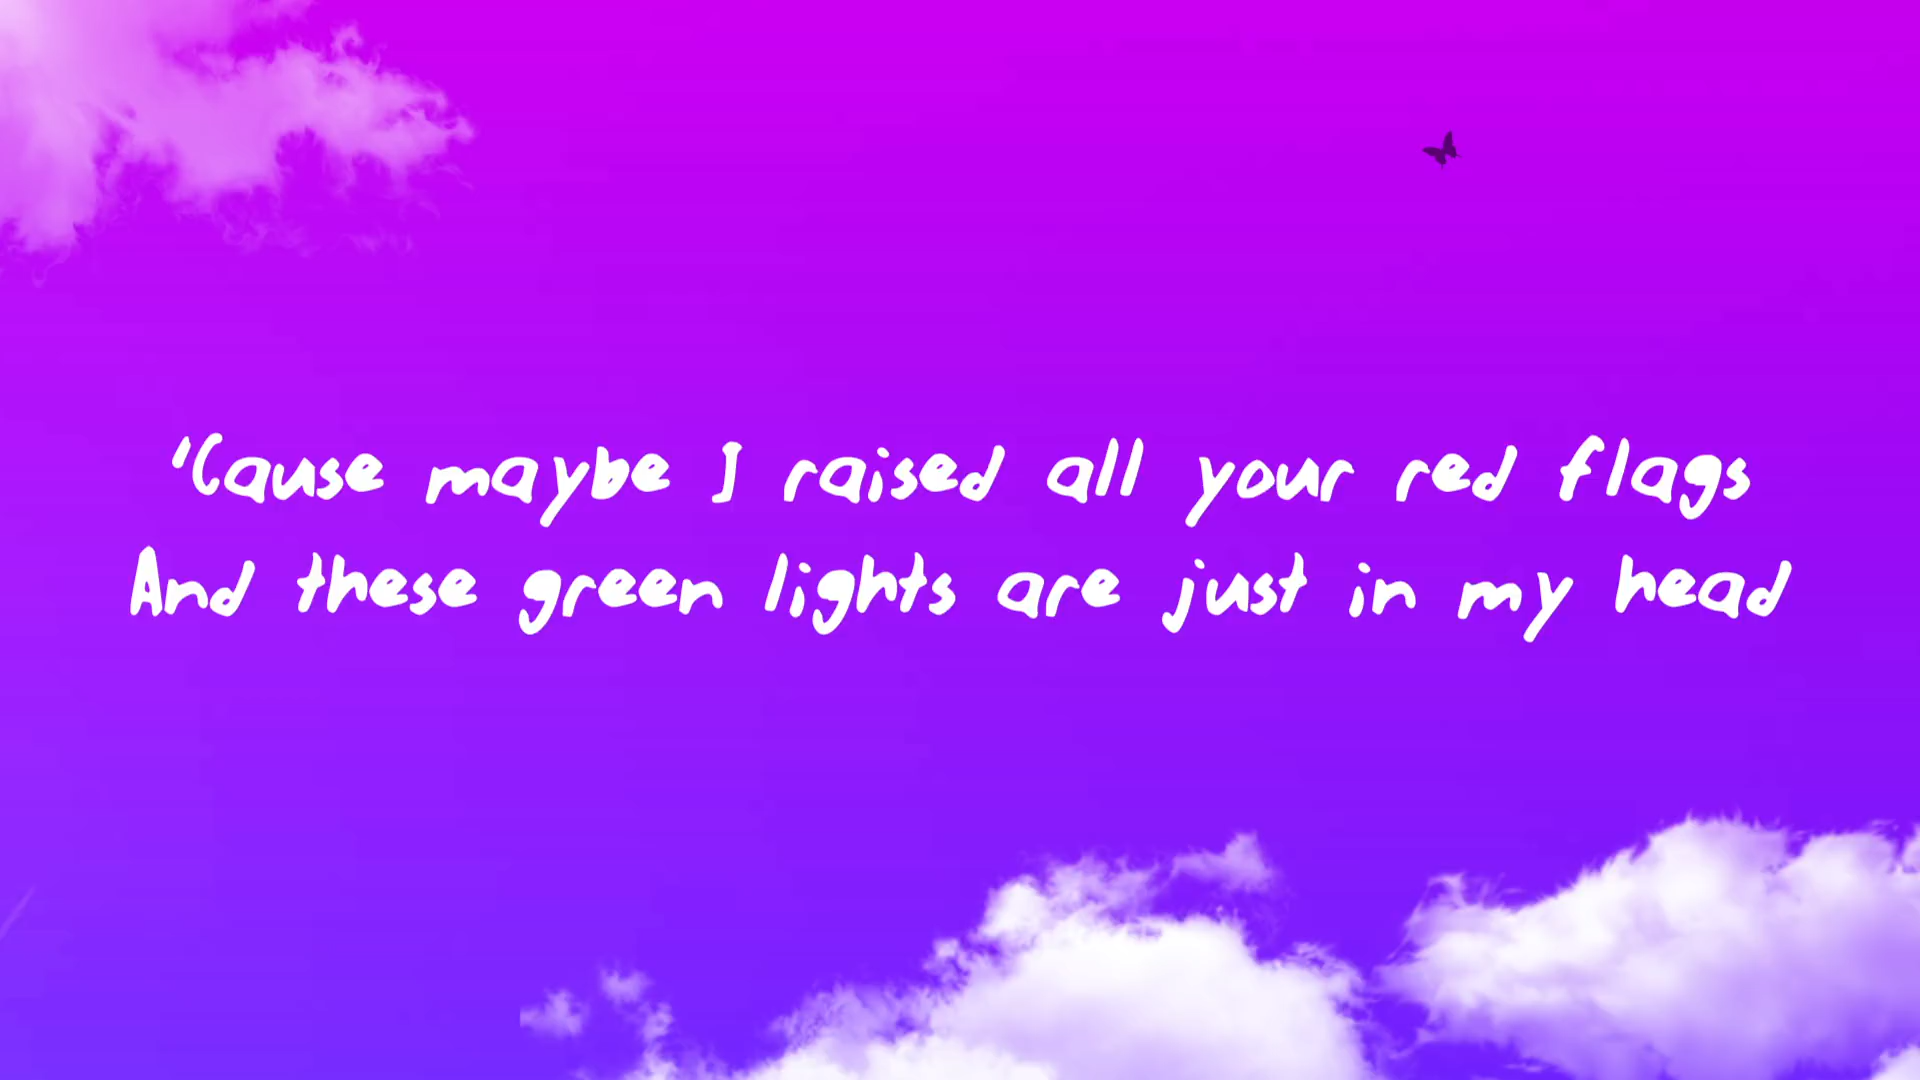 'Cause maybe I raised all your red flags
And these green lights are just in my head